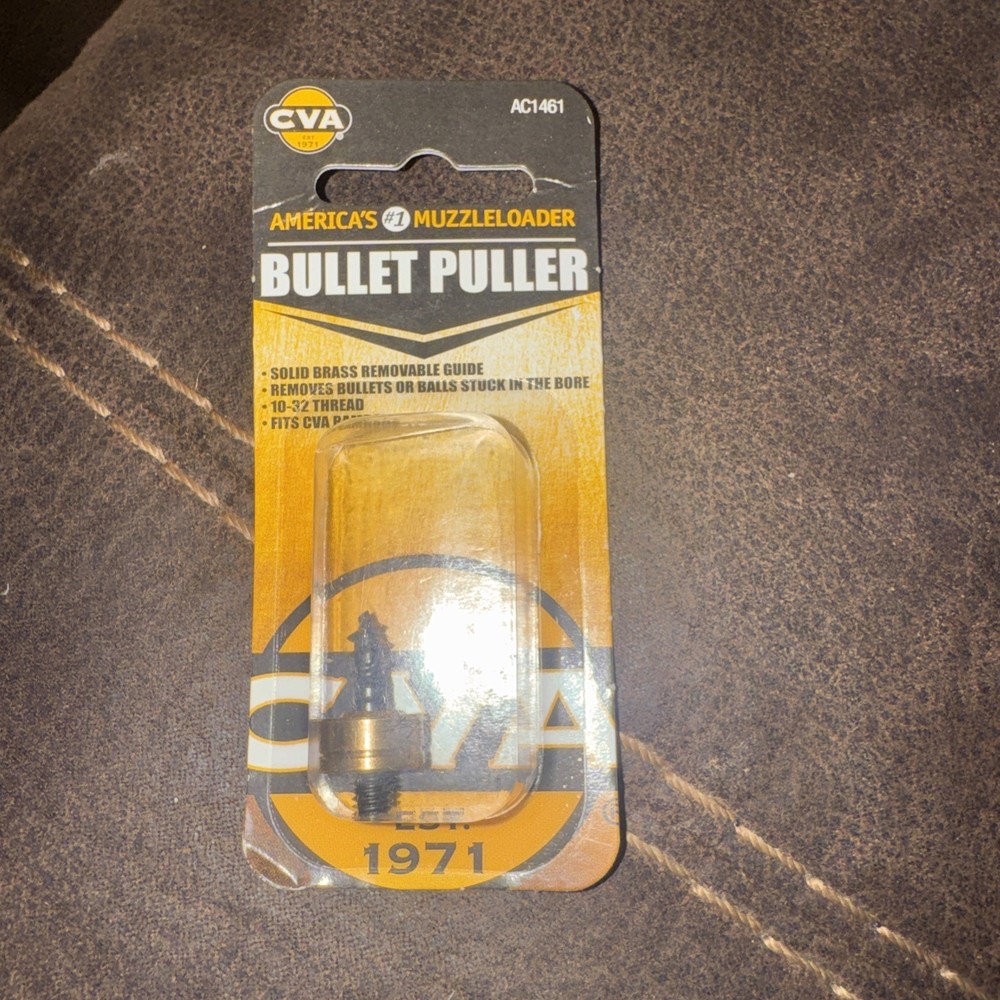 CVA
EST
1971
AC1461
AMERICA'S #1 MUZZLELOADER
BULLET PULLER
• SOLID BRASS REMOVABLE GUIDE
• REMOVES BULLETS OR BALLS STUCK IN THE BORE
• 10-32 THREAD
• FITS CVA RAMRODS
CVA
EST.
1971